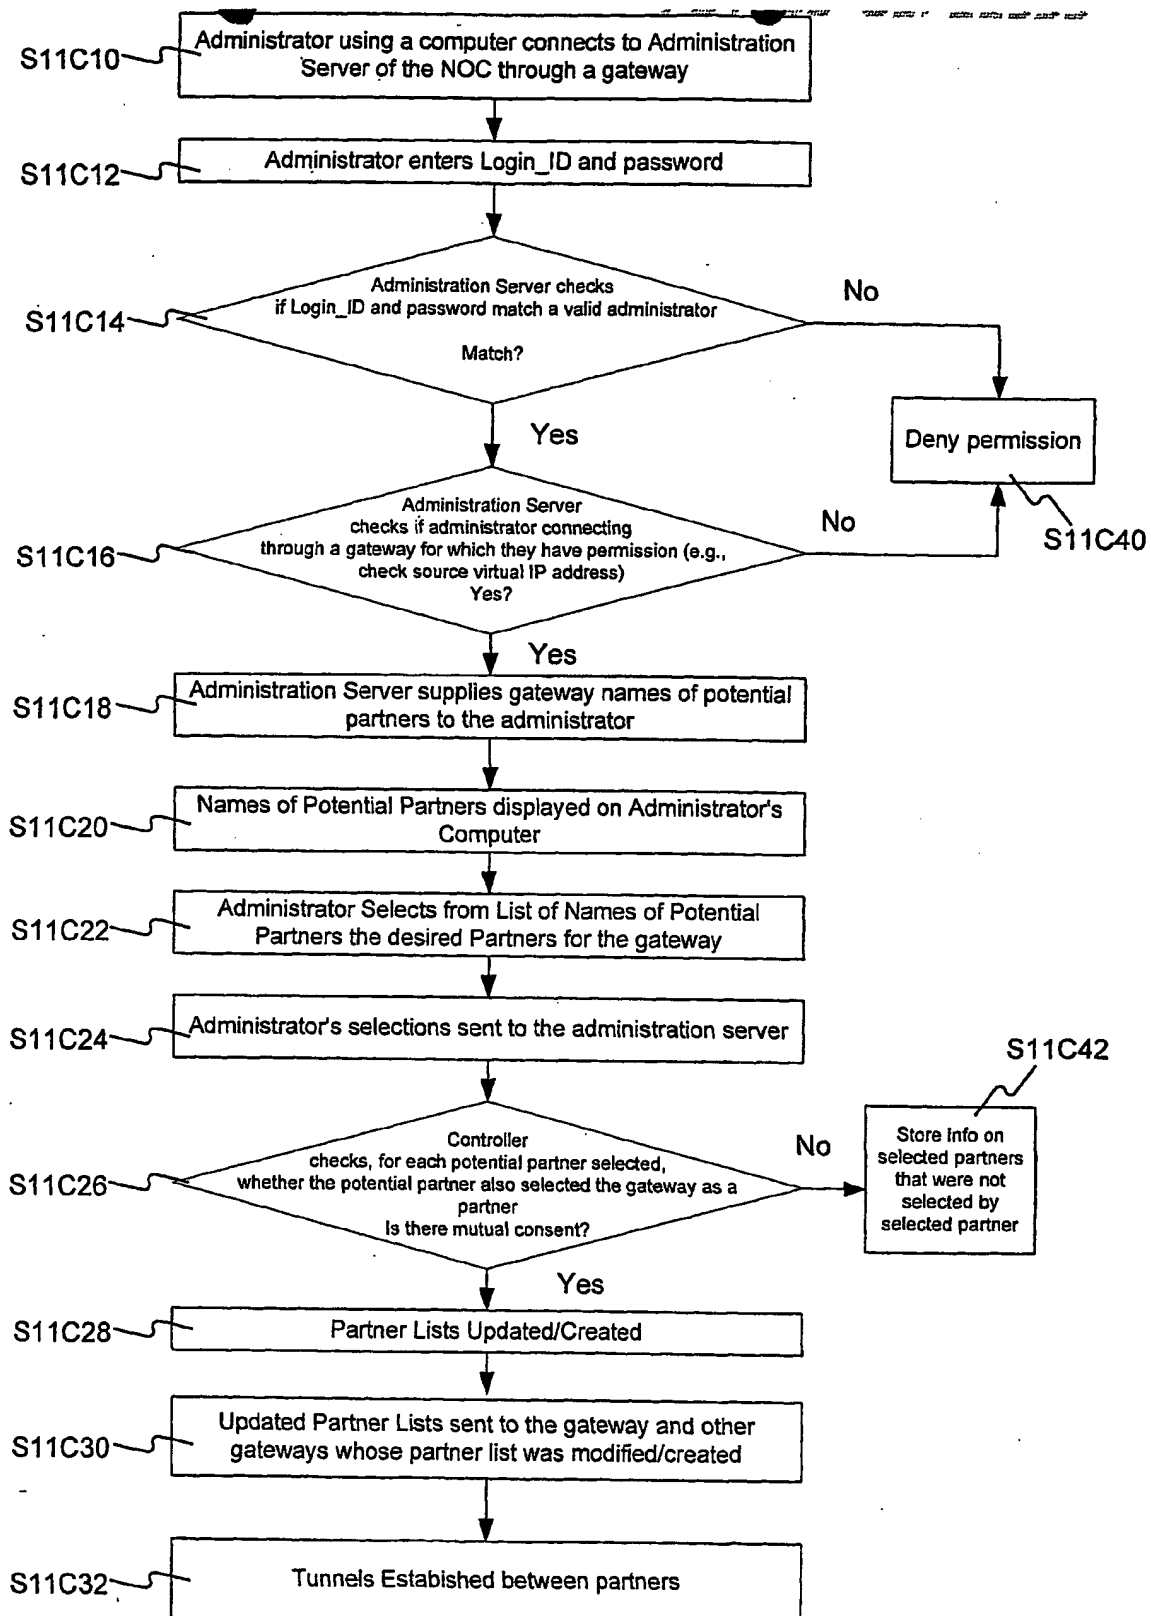 Administrator using a computer connects to Administration
Server of the NOC through a gateway
S11C10
Administrator enters Login_ID and password
S11C12
Administration Server checks
if Login_ID and password match a valid administrator
Match?
No
S11C14
Yes
Deny permission
S11C40
Administration Server
checks if administrator connecting
through a gateway for which they have permission (e.g.,
check source virtual IP address)
Yes?
No
S11C16
Yes
Administration Server supplies gateway names of potential
partners to the administrator
S11C18
Names of Potential Partners displayed on Administrator's
Computer
S11C20
Administrator Selects from List of Names of Potential
Partners the desired Partners for the gateway
S11C22
Administrator's selections sent to the administration server
S11C24
S11C42
Controller
checks, for each potential partner selected,
whether the potential partner also selected the gateway as a
partner
Is there mutual consent?
No
S11C26
Store info on
selected partners
that were not
selected by
selected partner
Yes
Partner Lists Updated/Created
S11C28
Updated Partner Lists sent to the gateway and other
gateways whose partner list was modified/created
S11C30
Tunnels Estabished between partners
S11C32